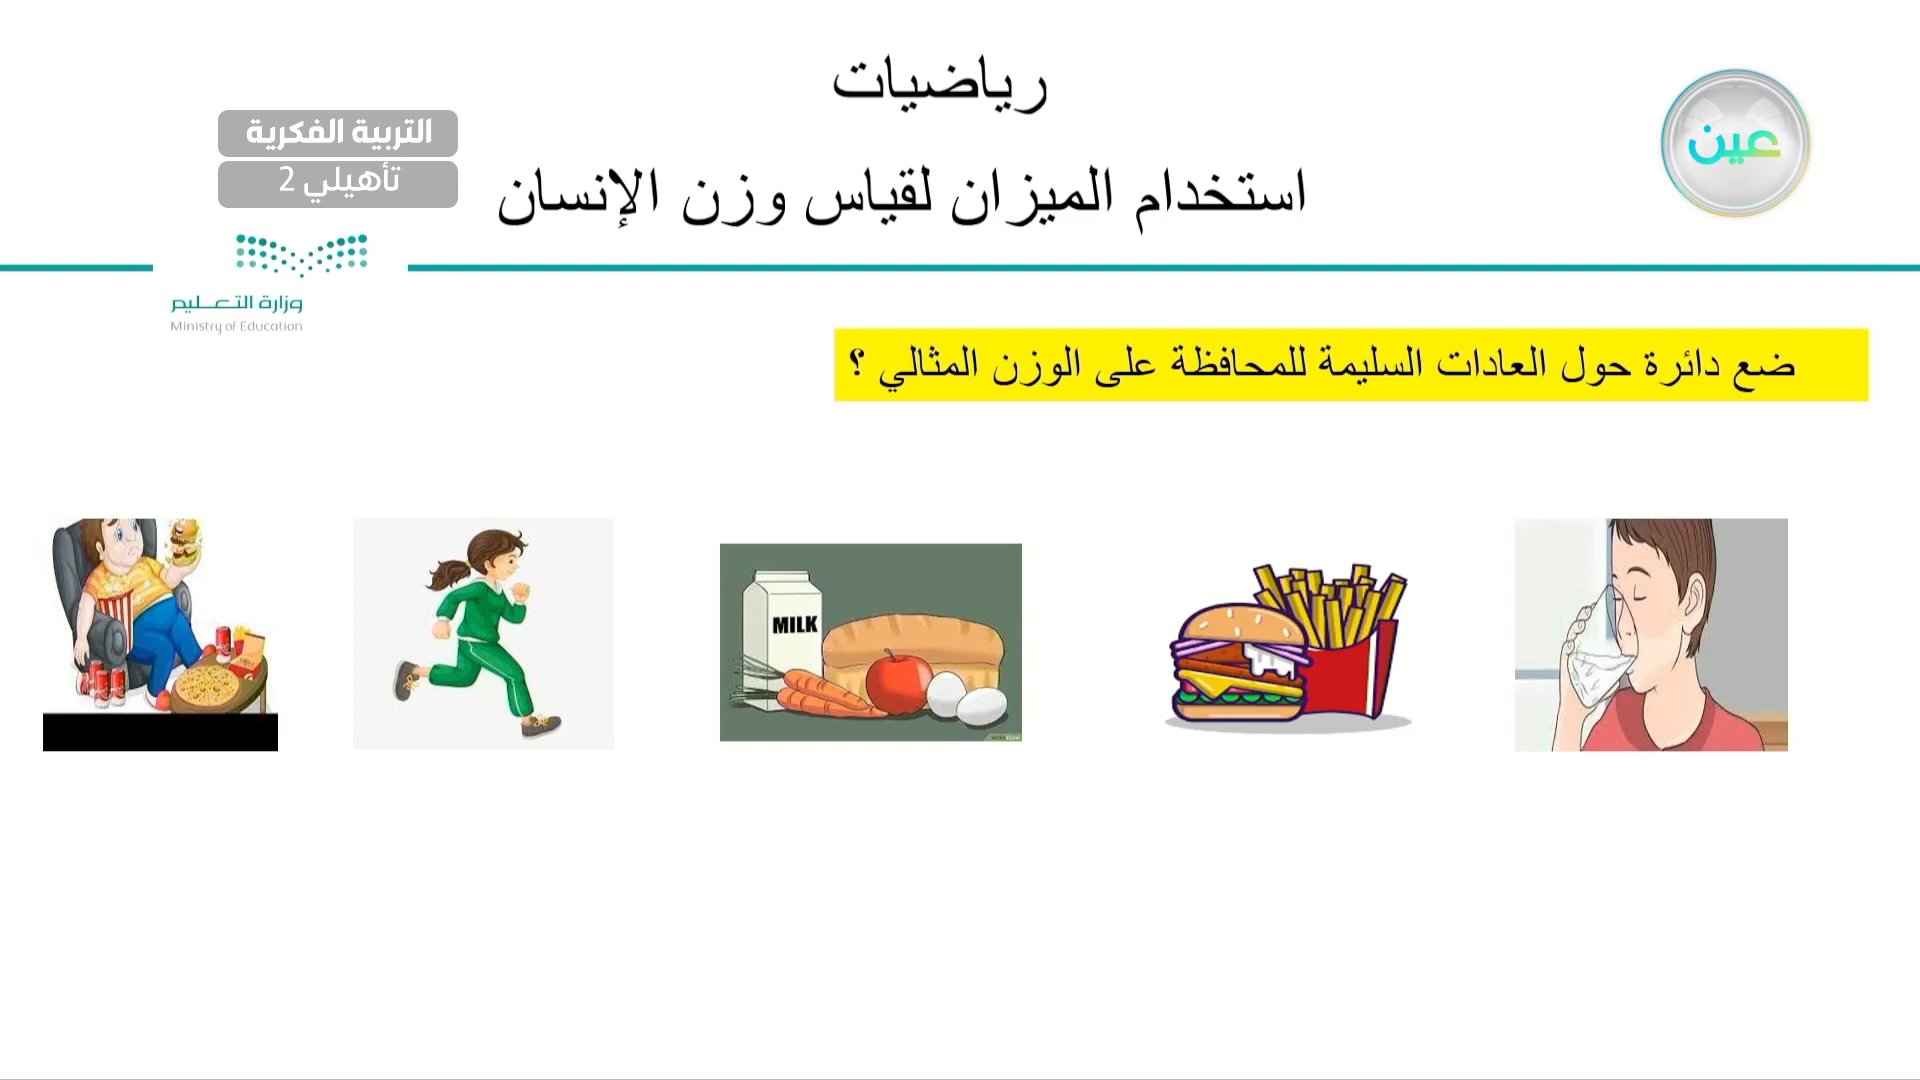 رياضيات
عين
التربية الفكرية
تأهيلي 2
استخدام الميزان لقياس وزن الإنسان
وزارة التعليم
Ministry of Education
ضع دائرة حول العادات السليمة للمحافظة على الوزن المثالي ؟
MILK